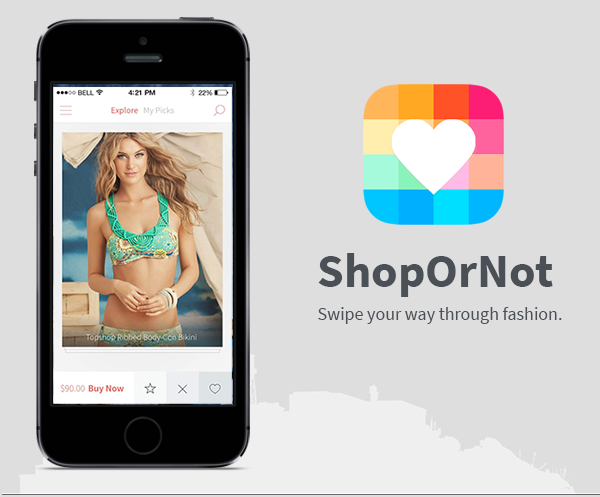 BELL 4:21 PM 22%
Explore My Picks
Topshop Ribbed Body-Con Bikini
$90.00 Buy Now
ShopOrNot
Swipe your way through fashion.